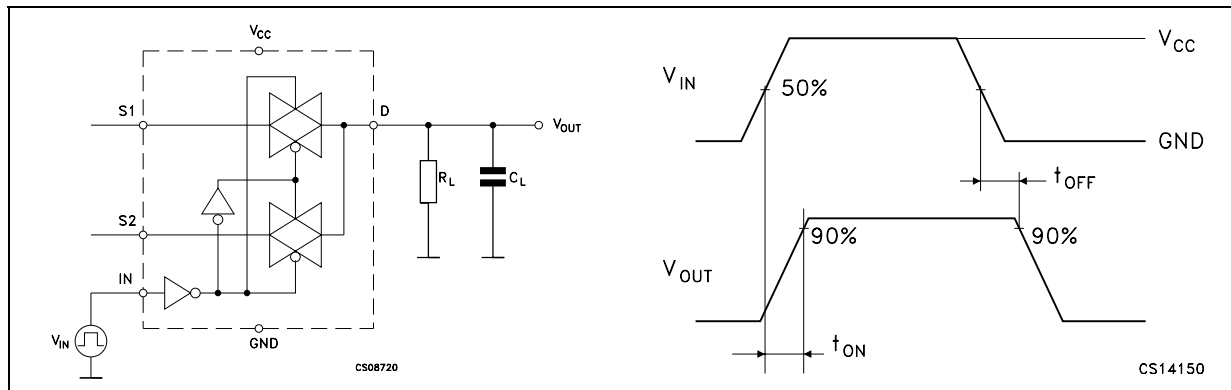 VCC
S1
D
VOUT
RL
CL
S2
IN
VIN
GND
CS08720
VCC
VIN
50%
GND
tOFF
90%
90%
VOUT
tON
CS14150